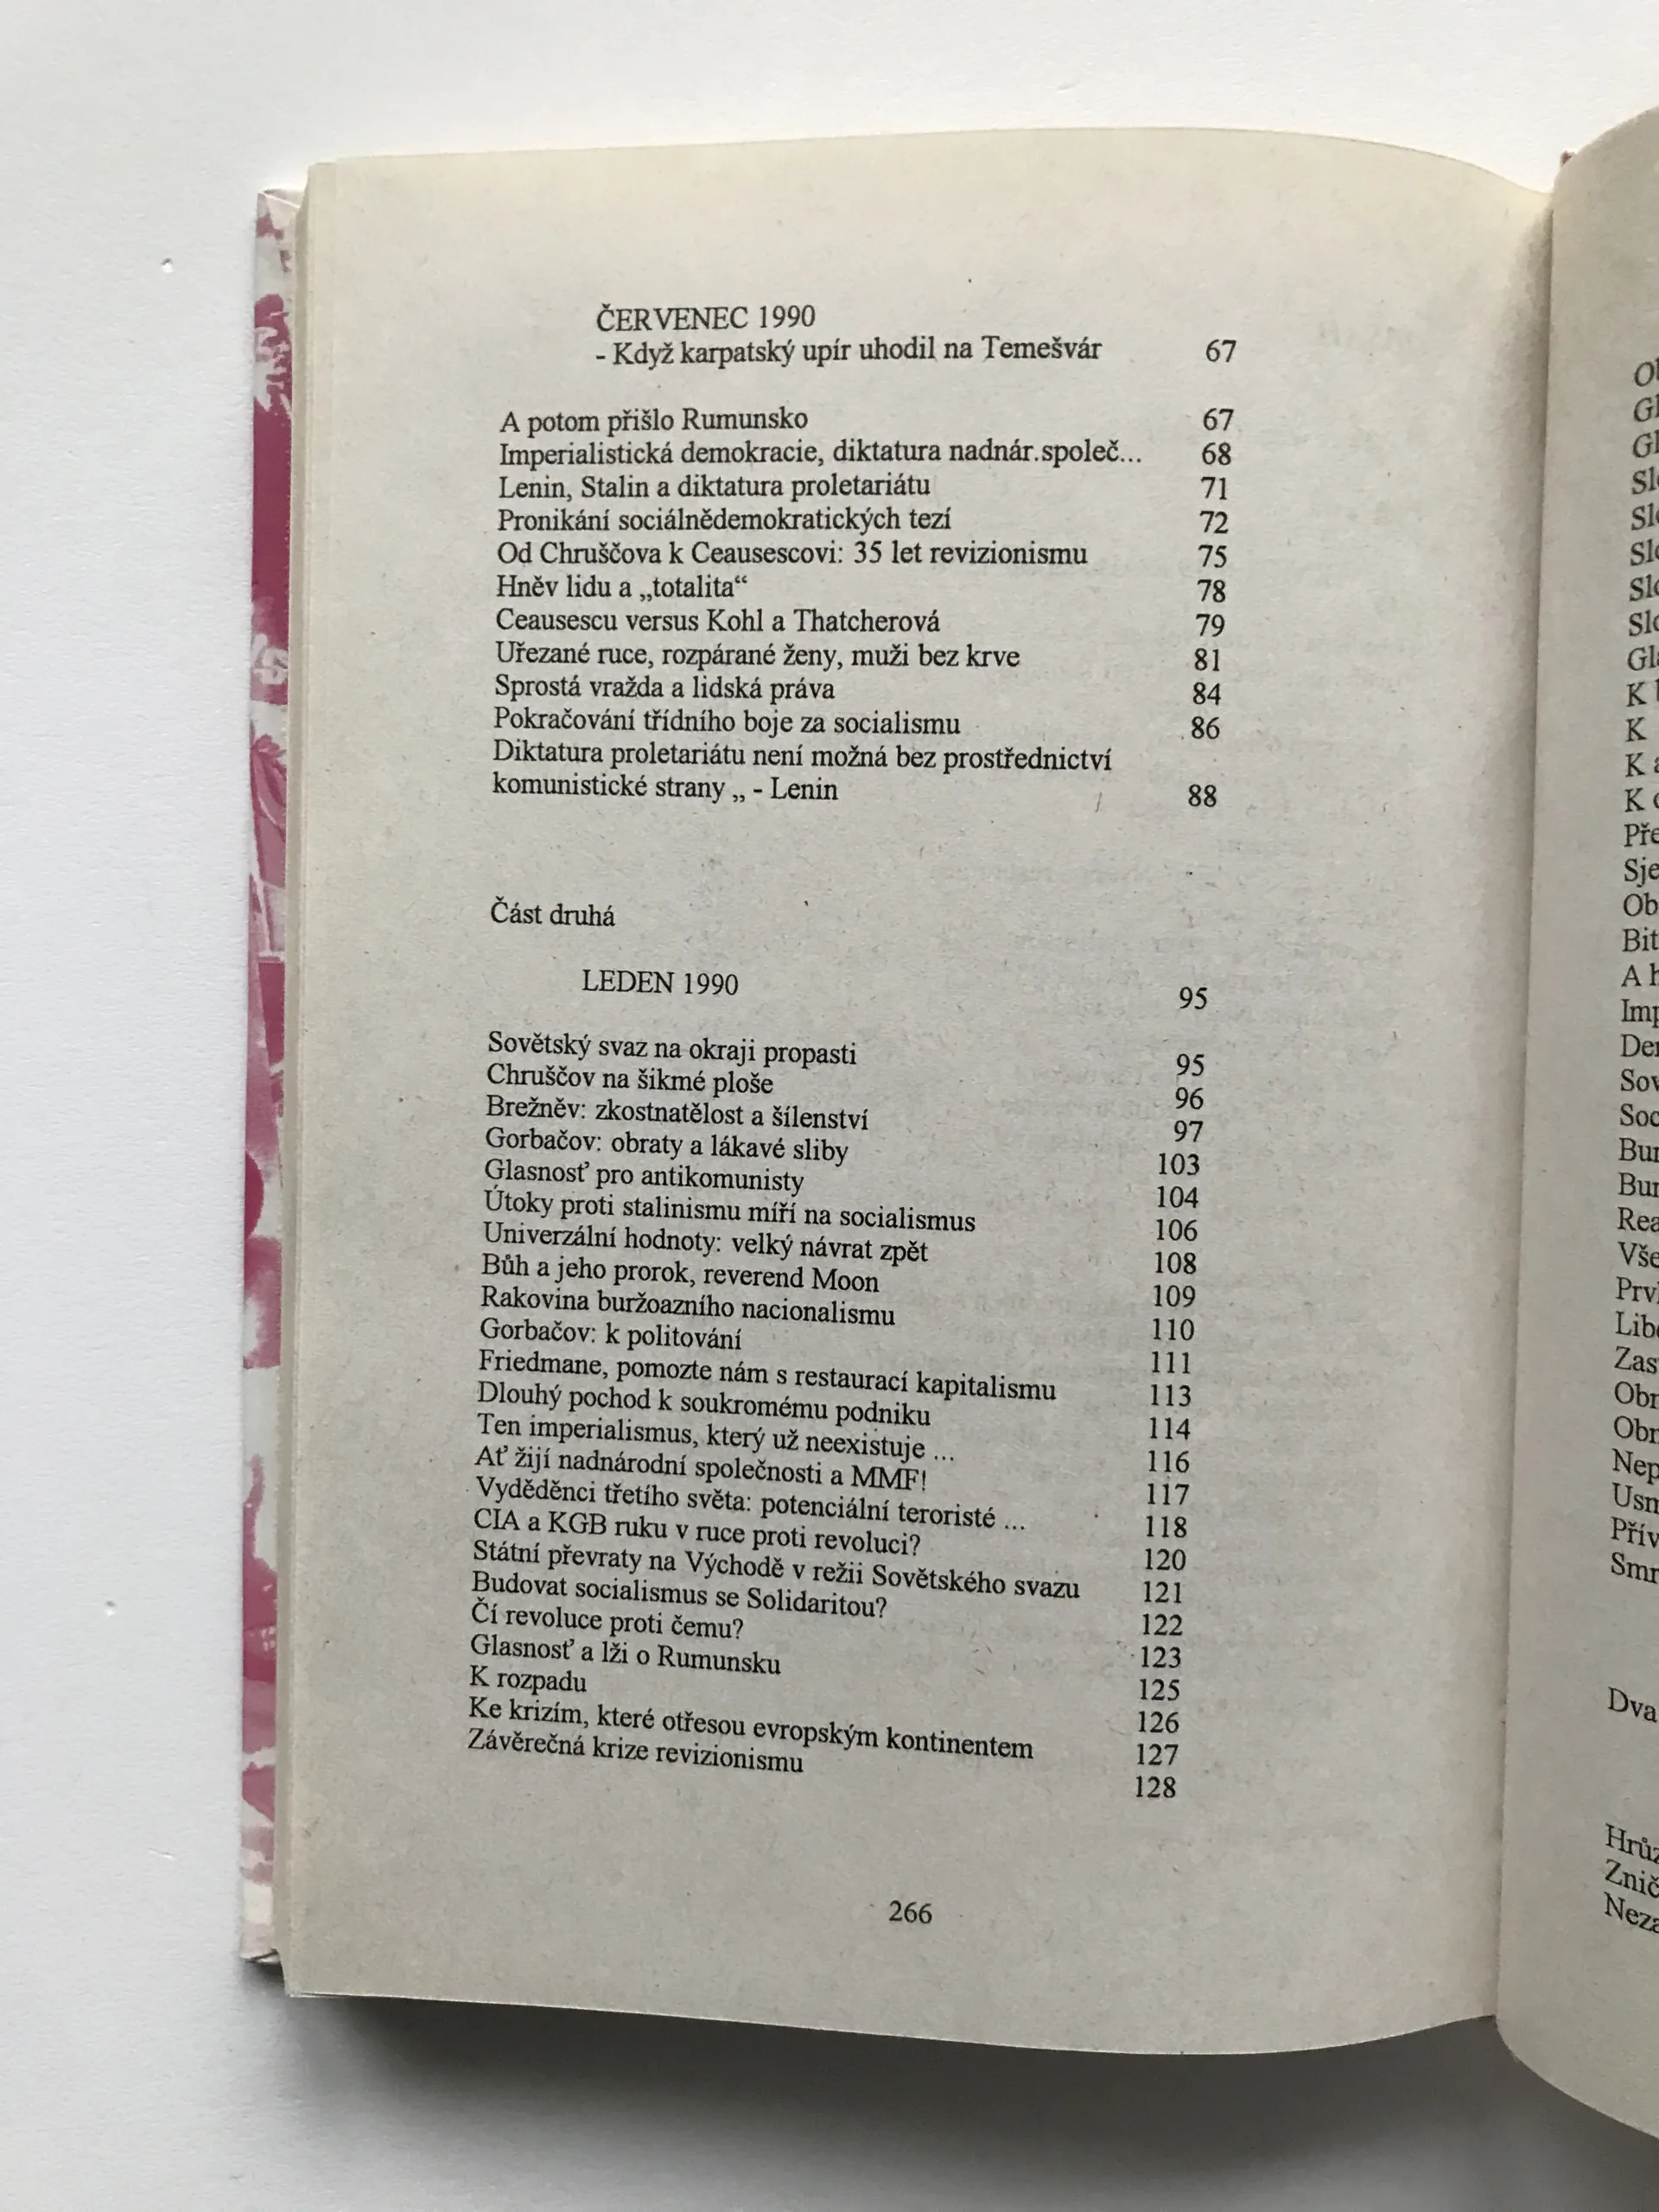 ČERVENEC 1990
- Když karpatský upír uhodil na Temešvár 67
A potom přišlo Rumunsko 67
Imperialistická demokracie, diktatura nadnár.společ... 68
Lenin, Stalin a diktatura proletariátu 71
Pronikání sociálnědemokratických tezí 72
Od Chruščova k Ceausescovi: 35 let revizionismu 75
Hněv lidu a „totalita“ 78
Ceausescu versus Kohl a Thatcherová 79
Uřezané ruce, rozpárané ženy, muži bez krve 81
Sprostá vražda a lidská práva 84
Pokračování třídního boje za socialismu 86
Diktatura proletariátu není možná bez prostřednictví
komunistické strany „ - Lenin 88
Část druhá
LEDEN 1990 95
Sovětský svaz na okraji propasti 95
Chruščov na šikmé ploše 96
Brežněv: zkostnatělost a šílenství 97
Gorbačov: obraty a lákavé sliby 103
Glasnosť pro antikomunisty 104
Útoky proti stalinismu míří na socialismus 106
Univerzální hodnoty: velký návrat zpět 108
Bůh a jeho prorok, reverend Moon 109
Rakovina buržoazního nacionalismu 110
Gorbačov: k politování 111
Friedmane, pomozte nám s restaurací kapitalismu 113
Dlouhý pochod k soukromému podniku 114
Ten imperialismus, který už neexistuje ... 116
Ať žijí nadnárodní společnosti a MMF! 117
Vyděděnci třetího světa: potenciální teroristé ... 118
CIA a KGB ruku v ruce proti revoluci? 120
Státní převraty na Východě v režii Sovětského svazu 121
Budovat socialismus se Solidaritou? 122
Čí revoluce proti čemu? 123
Glasnosť a lži o Rumunsku 125
K rozpadu 126
Ke krizím, které otřesou evropským kontinentem 127
Závěrečná krize revizionismu 128
266
K
K
Dva